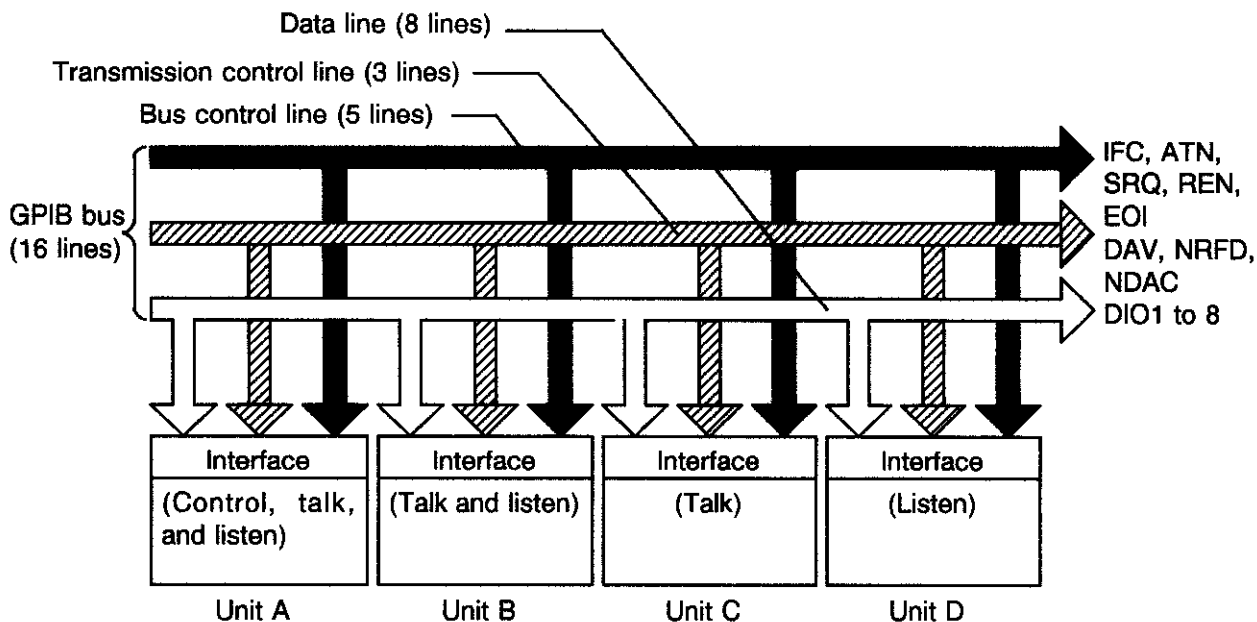 Data line (8 lines)
Transmission control line (3 lines)
Bus control line (5 lines)
GPIB bus
(16 lines)
IFC, ATN,
SRQ, REN,
EOI
DAV, NRFD,
NDAC
DIO1 to 8
Interface
(Control, talk,
and listen)
Unit A
Interface
(Talk and listen)
Unit B
Interface
(Talk)
Unit C
Interface
(Listen)
Unit D